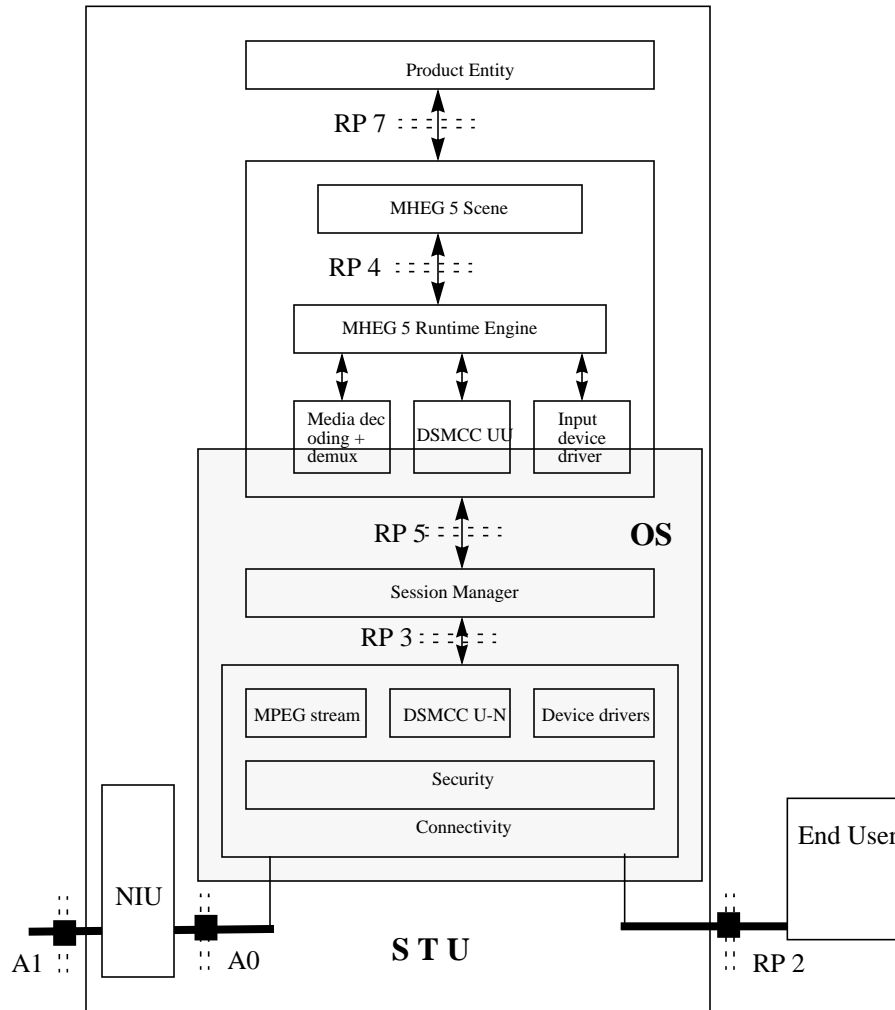 Product Entity
RP 7
MHEG 5 Scene
RP 4
MHEG 5 Runtime Engine
Media dec
oding +
demux
DSMCC UU
Input
device
driver
RP 5
OS
Session Manager
RP 3
MPEG stream
DSMCC U-N
Device drivers
Security
Connectivity
End User
NIU
A1
A0
S T U
RP 2